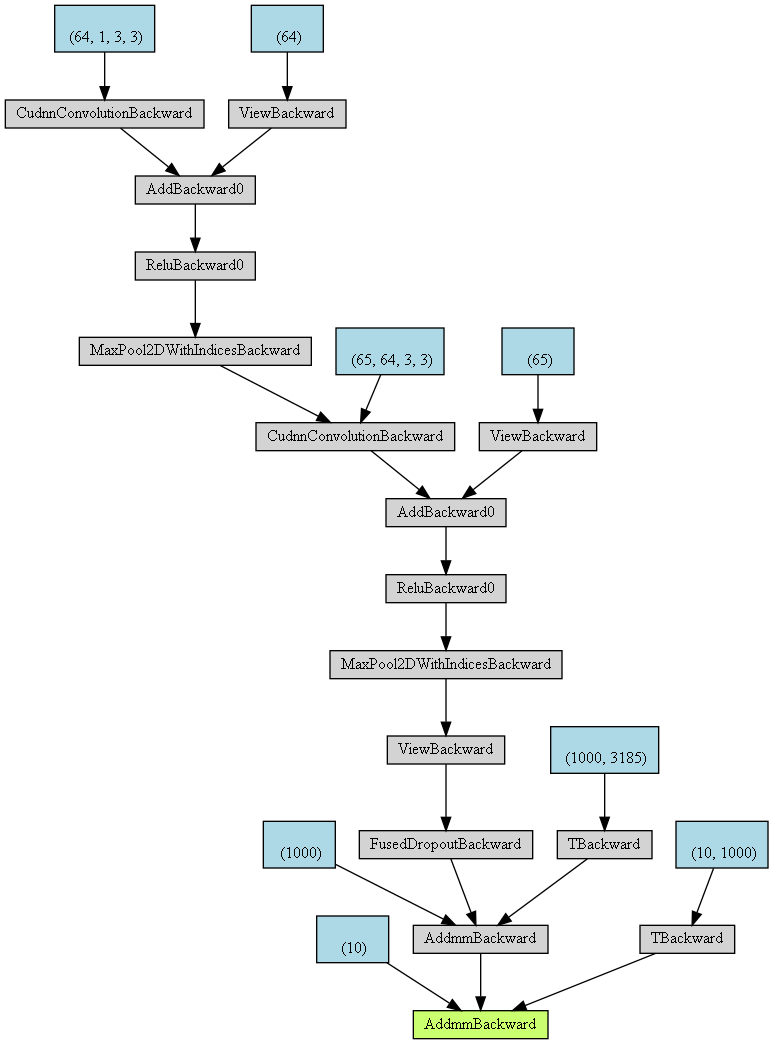 (64, 1, 3, 3)
(64)
CudnnConvolutionBackward
ViewBackward
AddBackward0
ReluBackward0
MaxPool2DWithIndicesBackward
(65, 64, 3, 3)
(65)
CudnnConvolutionBackward
ViewBackward
AddBackward0
ReluBackward0
MaxPool2DWithIndicesBackward
ViewBackward
(1000, 3185)
(1000)
FusedDropoutBackward
TBackward
(10, 1000)
(10)
AddmmBackward
TBackward
AddmmBackward